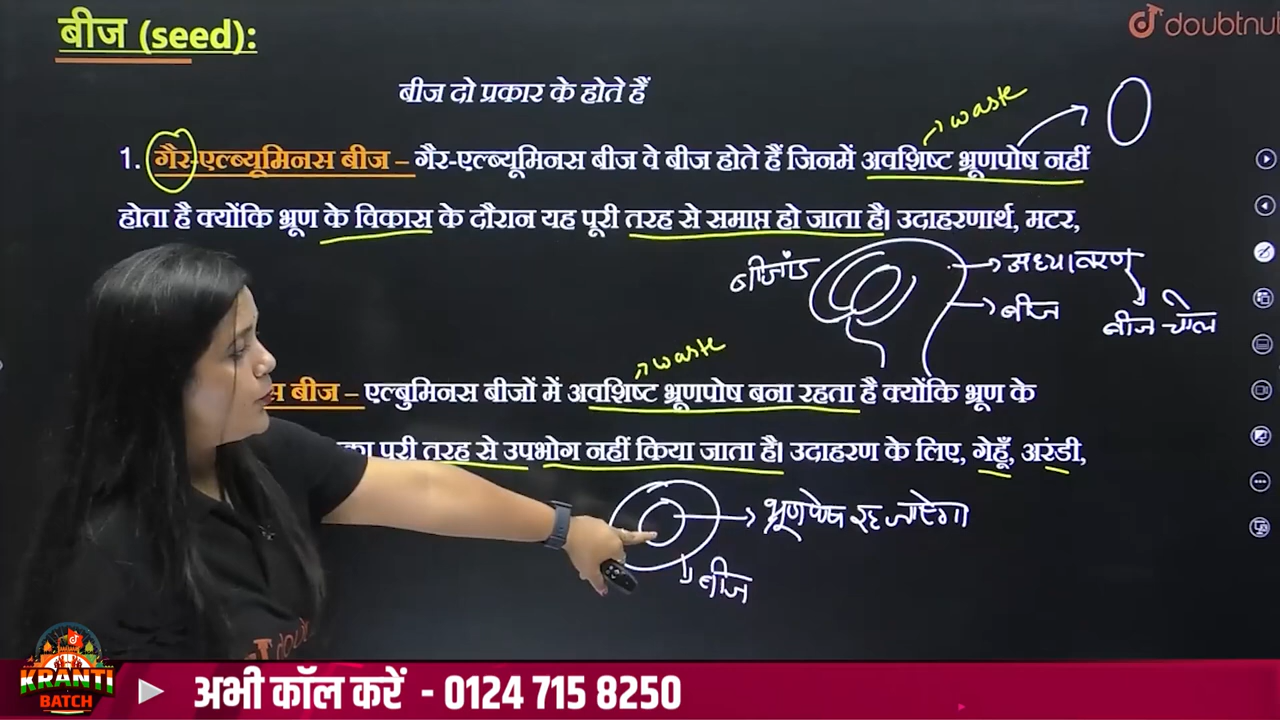 बीज (seed):
doubtnut
बीज दो प्रकार के होते हैं
waste
1. गैर-एल्ब्यूमिनस बीज – गैर-एल्ब्यूमिनस बीज वे बीज होते हैं जिनमें अवशिष्ट भ्रूणपोष नहीं
होता है क्योंकि भ्रूण के विकास के दौरान यह पूरी तरह से समाप्त हो जाता है। उदाहरणार्थ, मटर,
बीजांड
मध्यावरण
बीज
बीज चोल
waste
स बीज – एल्बुमिनस बीजों में अवशिष्ट भ्रूणपोष बना रहता है क्योंकि भ्रूण के
का पूरी तरह से उपभोग नहीं किया जाता है। उदाहरण के लिए, गेहूँ, अरंडी,
भ्रूणपोष रह जाऐगा
बीज
KRANTI
BATCH
अभी कॉल करें - 0124 715 8250